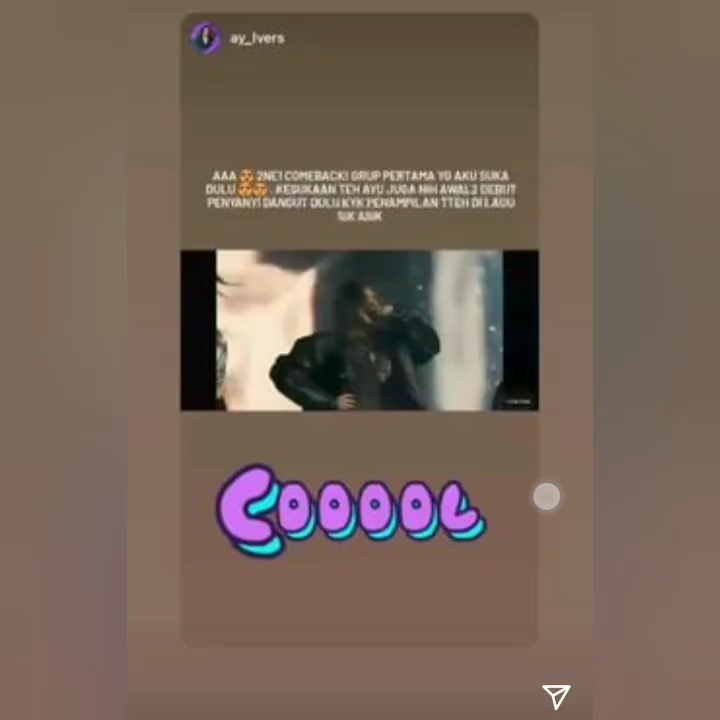 ay_lvers
AAA 2NE1 COMEBACK! GRUP PERTAMA YG AKU SUKA
DULU . KESUKAAN TEH AYU JUGA NIH AWAL2 DEBUT
PENYANYI DANGUT DULU KYK PENAMPILAN TTEH DI LAGU
SIK ASIK
COOOOL